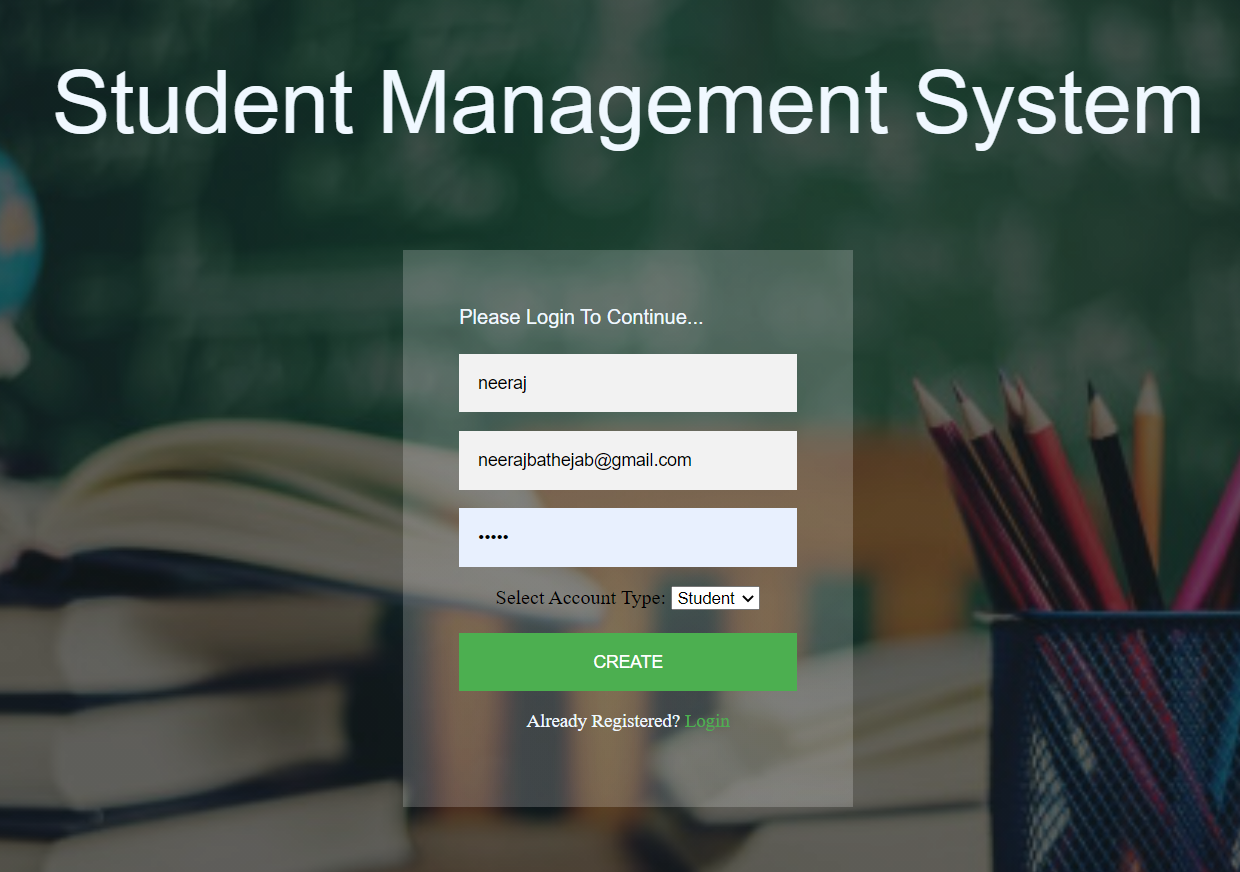 Student Management System
Please Login To Continue...
neeraj
neerajbathejab@gmail.com
•••••
Select Account Type: Student
CREATE
Already Registered? Login